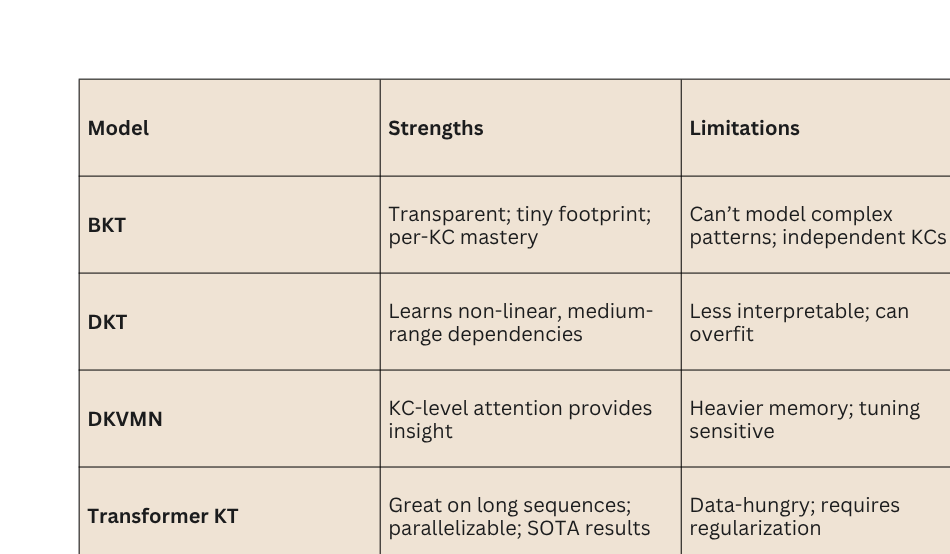 Model
Strengths
Limitations
BKT
Transparent; tiny footprint;
per-KC mastery
Can’t model complex
patterns; independent KCs
DKT
Learns non-linear, medium-
range dependencies
Less interpretable; can
overfit
DKVMN
KC-level attention provides
insight
Heavier memory; tuning
sensitive
Transformer KT
Great on long sequences;
parallelizable; SOTA results
Data-hungry; requires
regularization